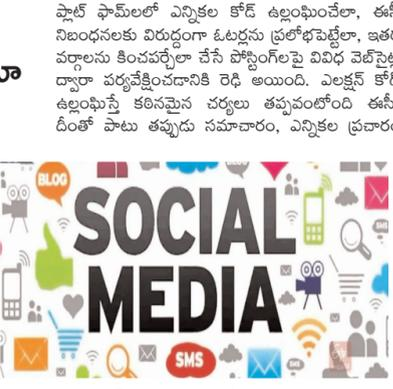 ప్లాట్ ఫామ్‌లలో ఎన్నికల కోడ్ ఉల్లంఘించేలా, ఈసీ
నిబంధనలకు విరుద్ధంగా ఓటర్లను ప్రలోభపెట్టేలా, ఇతర
వర్గాలను కించపర్చేలా చేసే పోస్టింగ్‌లపై వివిధ వెబ్‌సైట్ల
ద్వారా పర్యవేక్షించడానికి రెఢి అయింది. ఎలక్షన్ కోడ్
ఉల్లంఘిస్తే కఠినమైన చర్యలు తప్పవంటోంది ఈసీ.
దీంతో పాటు తప్పుడు సమాచారం, ఎన్నికల ప్రచారం
BLOG
SOCIAL
MEDIA
SMS